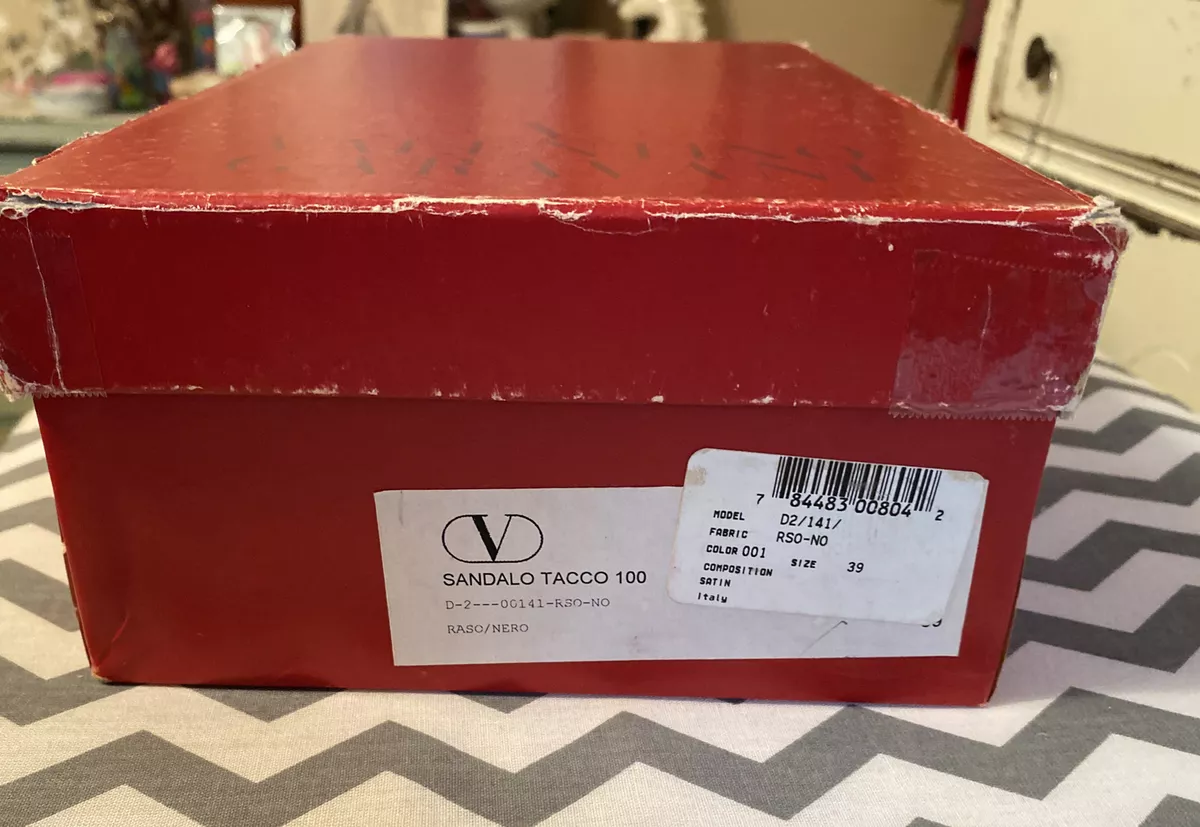 V
SANDALO TACCO 100
D-2---00141-RSO-NO
RASO/NERO
7 84483 00804 2
MODEL D2/141/
FABRIC RSO-NO
COLOR 001 SIZE 39
COMPOSITION
SATIN
Italy
39